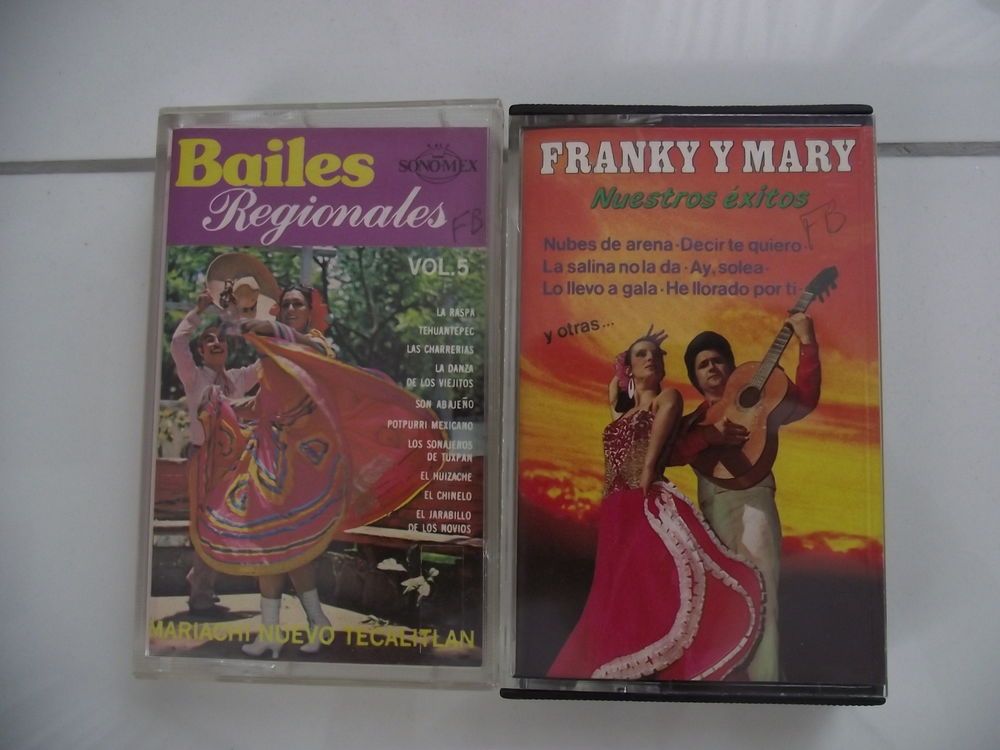 Bailes
SONOMEX
Regionales
FB
VOL.5
LA RASPA
TEHUANTEPEC
LAS CHARRERIAS
LA DANZA
DE LOS VIEJITOS
SON ABAJEÑO
POTPURRI MEXICANO
LOS SONAJEROS
DE TUXPAN
EL HUIZACHE
EL CHINELO
EL JARABILLO
DE LOS NOVIOS
MARIACHI NUEVO TECALITLAN
FRANKY Y MARY
Nuestros éxitos
FB
Nubes de arena·Decir te quiero·
La salina no la da·Ay, solea·
Lo llevo a gala·He llorado por ti·
y otras...